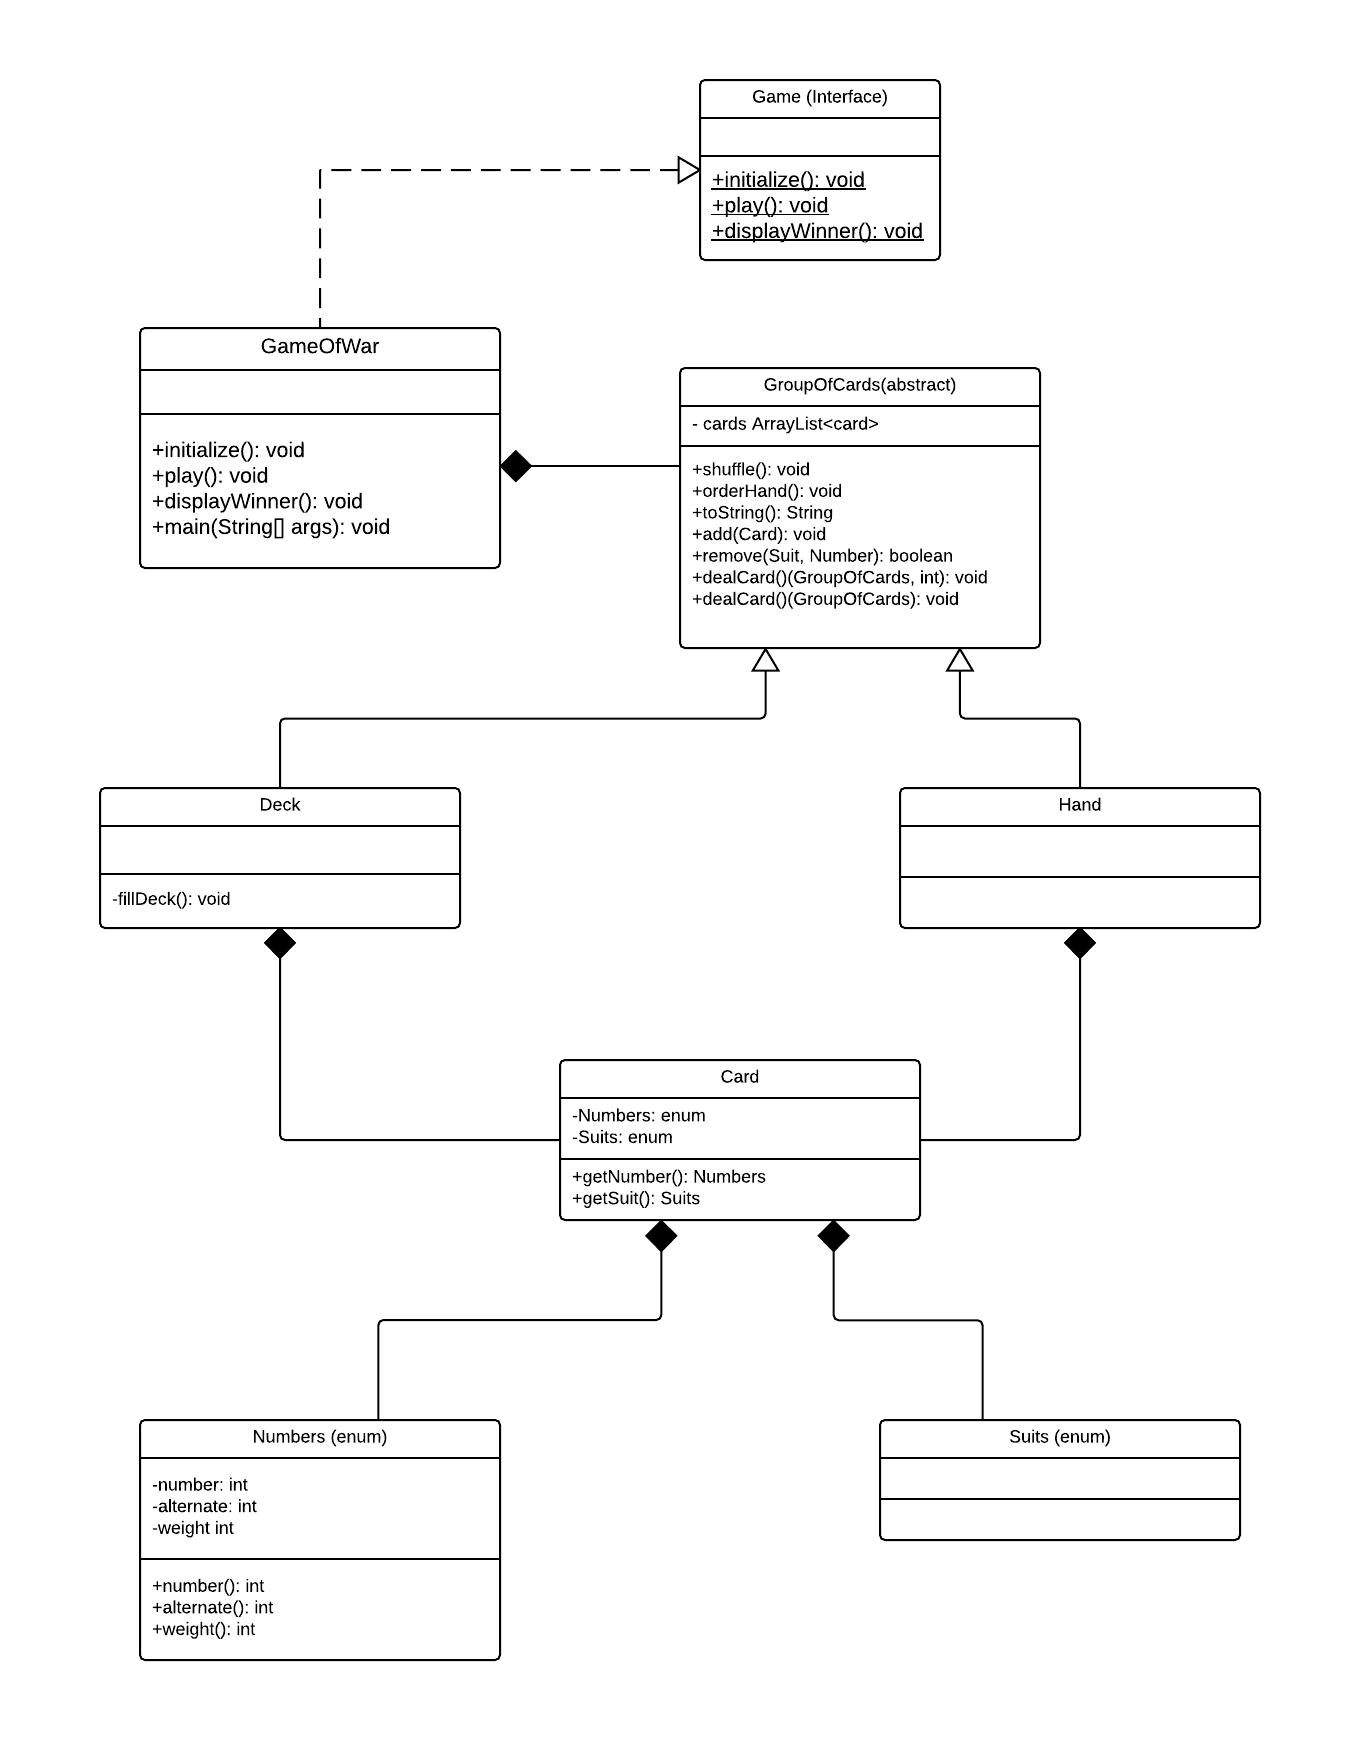 Game (Interface)
+initialize(): void
+play(): void
+displayWinner(): void
GameOfWar
+initialize(): void
+play(): void
+displayWinner(): void
+main(String[] args): void
GroupOfCards(abstract)
- cards ArrayList<card>
+shuffle(): void
+orderHand(): void
+toString(): String
+add(Card): void
+remove(Suit, Number): boolean
+dealCard()(GroupOfCards, int): void
+dealCard()(GroupOfCards): void
Deck
-fillDeck(): void
Hand
Card
-Numbers: enum
-Suits: enum
+getNumber(): Numbers
+getSuit(): Suits
Numbers (enum)
-number: int
-alternate: int
-weight int
+number(): int
+alternate(): int
+weight(): int
Suits (enum)